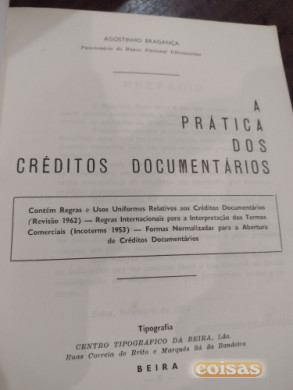 AGOSTINHO BRAGANÇA
Funcionário do Banco Nacional Ultramarino
A
PRÁTICA
DOS
CRÉDITOS DOCUMENTÁRIOS
Contém Regras e Usos Uniformes Relativos aos Créditos Documentários
(Revisão 1962) — Regras Internacionais para a Interpretação dos Termos
Comerciais (Incoterms 1953) — Formas Normalizadas para a Abertura
de Créditos Documentários
Tipografia
CENTRO TIPOGRÁFICO DA BEIRA, Lda.
Ruas Correia de Brito e Marquês Sá da Bandeira
BEIRA
coisas